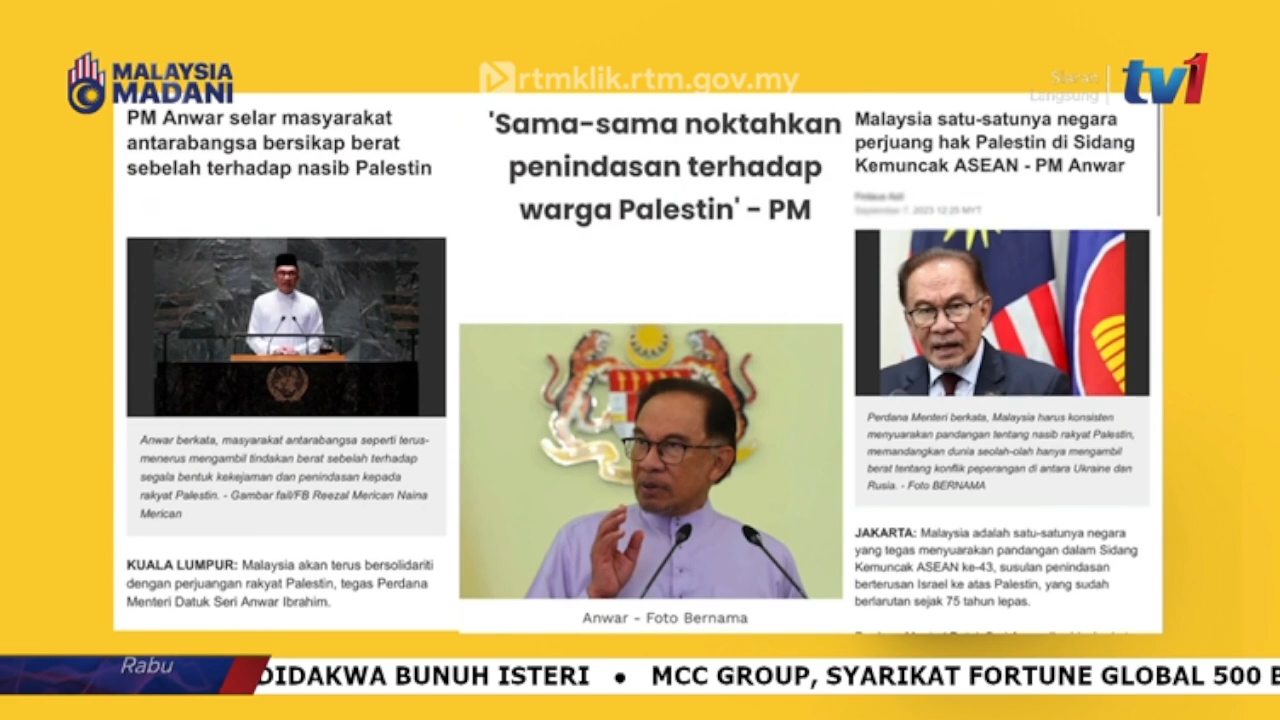 MALAYSIA
MADANI
rtmklik.rtm.gov.my
Siaran
Langsung
tv1
PM Anwar selar masyarakat
antarabangsa bersikap berat
sebelah terhadap nasib Palestin
Anwar berkata, masyarakat antarabangsa seperti terus-
menerus mengambil tindakan berat sebelah terhadap
segala bentuk kekejaman dan penindasan kepada
rakyat Palestin. - Gambar fail/FB Reezal Merican Naina
Merican
KUALA LUMPUR: Malaysia akan terus bersolidariti
dengan perjuangan rakyat Palestin, tegas Perdana
Menteri Datuk Seri Anwar Ibrahim.
'Sama-sama noktahkan
penindasan terhadap
warga Palestin' - PM
Anwar - Foto Bernama
Malaysia satu-satunya negara
perjuang hak Palestin di Sidang
Kemuncak ASEAN - PM Anwar
September 7, 2023 12:25 MYT
Perdana Menteri berkata, Malaysia harus konsisten
menyuarakan pandangan tentang nasib rakyat Palestin,
memandangkan dunia seolah-olah hanya mengambil
berat tentang konflik peperangan di antara Ukraine dan
Rusia. - Foto BERNAMA
JAKARTA: Malaysia adalah satu-satunya negara
yang tegas menyuarakan pandangan dalam Sidang
Kemuncak ASEAN ke-43, susulan penindasan
berterusan Israel ke atas Palestin, yang sudah
berlarutan sejak 75 tahun lepas.
Rabu
DIDAKWA BUNUH ISTERI • MCC GROUP, SYARIKAT FORTUNE GLOBAL 500